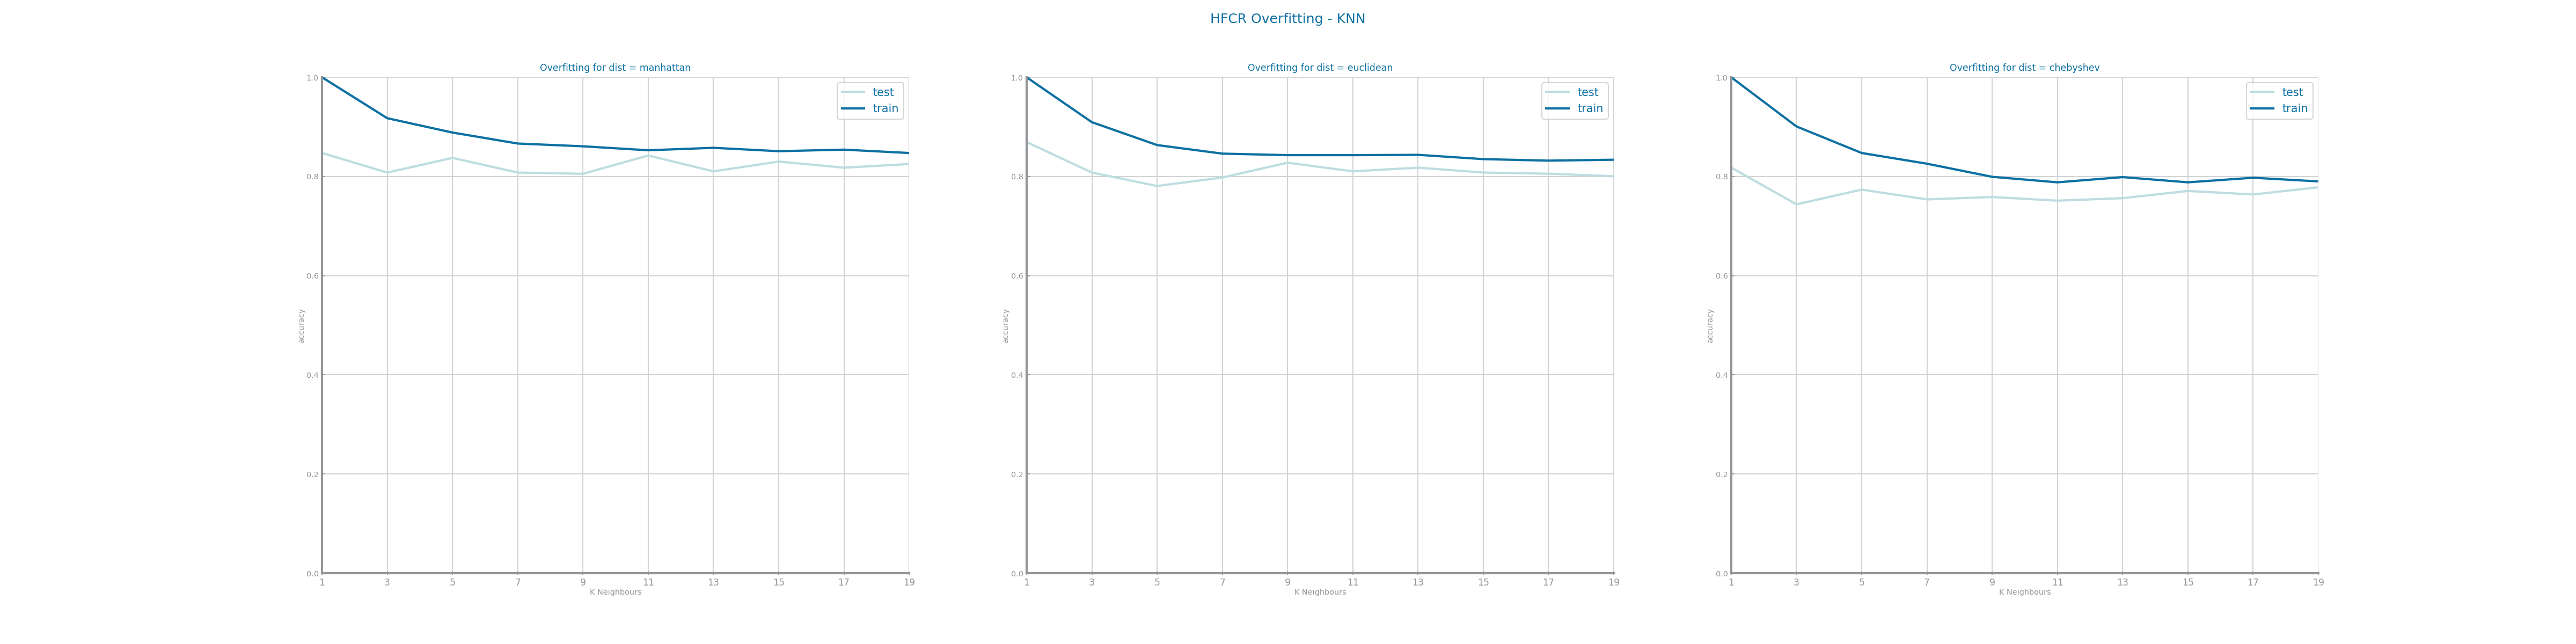 HFCR Overfitting - KNN
Overfitting for dist = manhattan
1.0
0.8
0.6
0.4
0.2
0.0
accuracy
test
train
1 3 5 7 9 11 13 15 17 19
K Neighbours
Overfitting for dist = euclidean
1.0
0.8
0.6
0.4
0.2
0.0
accuracy
test
train
1 3 5 7 9 11 13 15 17 19
K Neighbours
Overfitting for dist = chebyshev
1.0
0.8
0.6
0.4
0.2
0.0
accuracy
test
train
1 3 5 7 9 11 13 15 17 19
K Neighbours